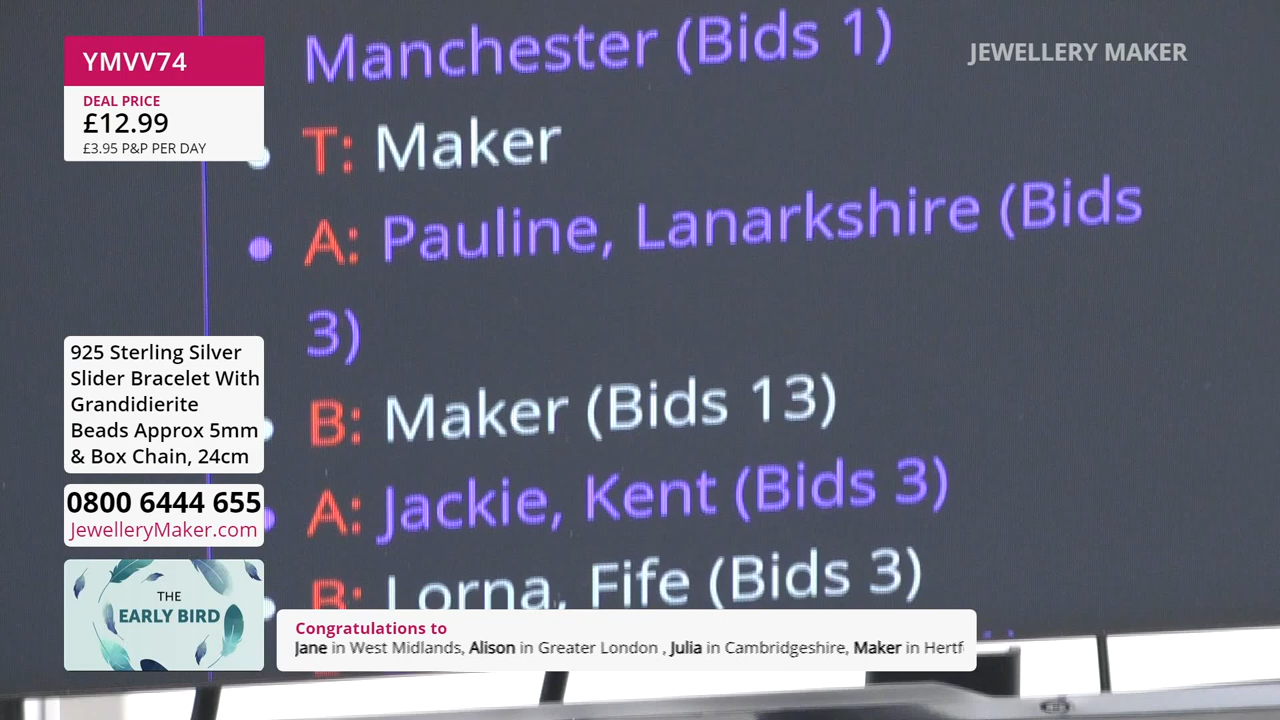 YMVV74
DEAL PRICE
£12.99
£3.95 P&P PER DAY
JEWELLERY MAKER
Manchester (Bids 1)
T: Maker
A: Pauline, Lanarkshire (Bids
3)
B: Maker (Bids 13)
A: Jackie, Kent (Bids 3)
B: Lorna, Fife (Bids 3)
925 Sterling Silver
Slider Bracelet With
Grandidierite
Beads Approx 5mm
& Box Chain, 24cm
0800 6444 655
JewelleryMaker.com
THE
EARLY BIRD
Congratulations to
Jane in West Midlands, Alison in Greater London , Julia in Cambridgeshire, Maker in Hertf